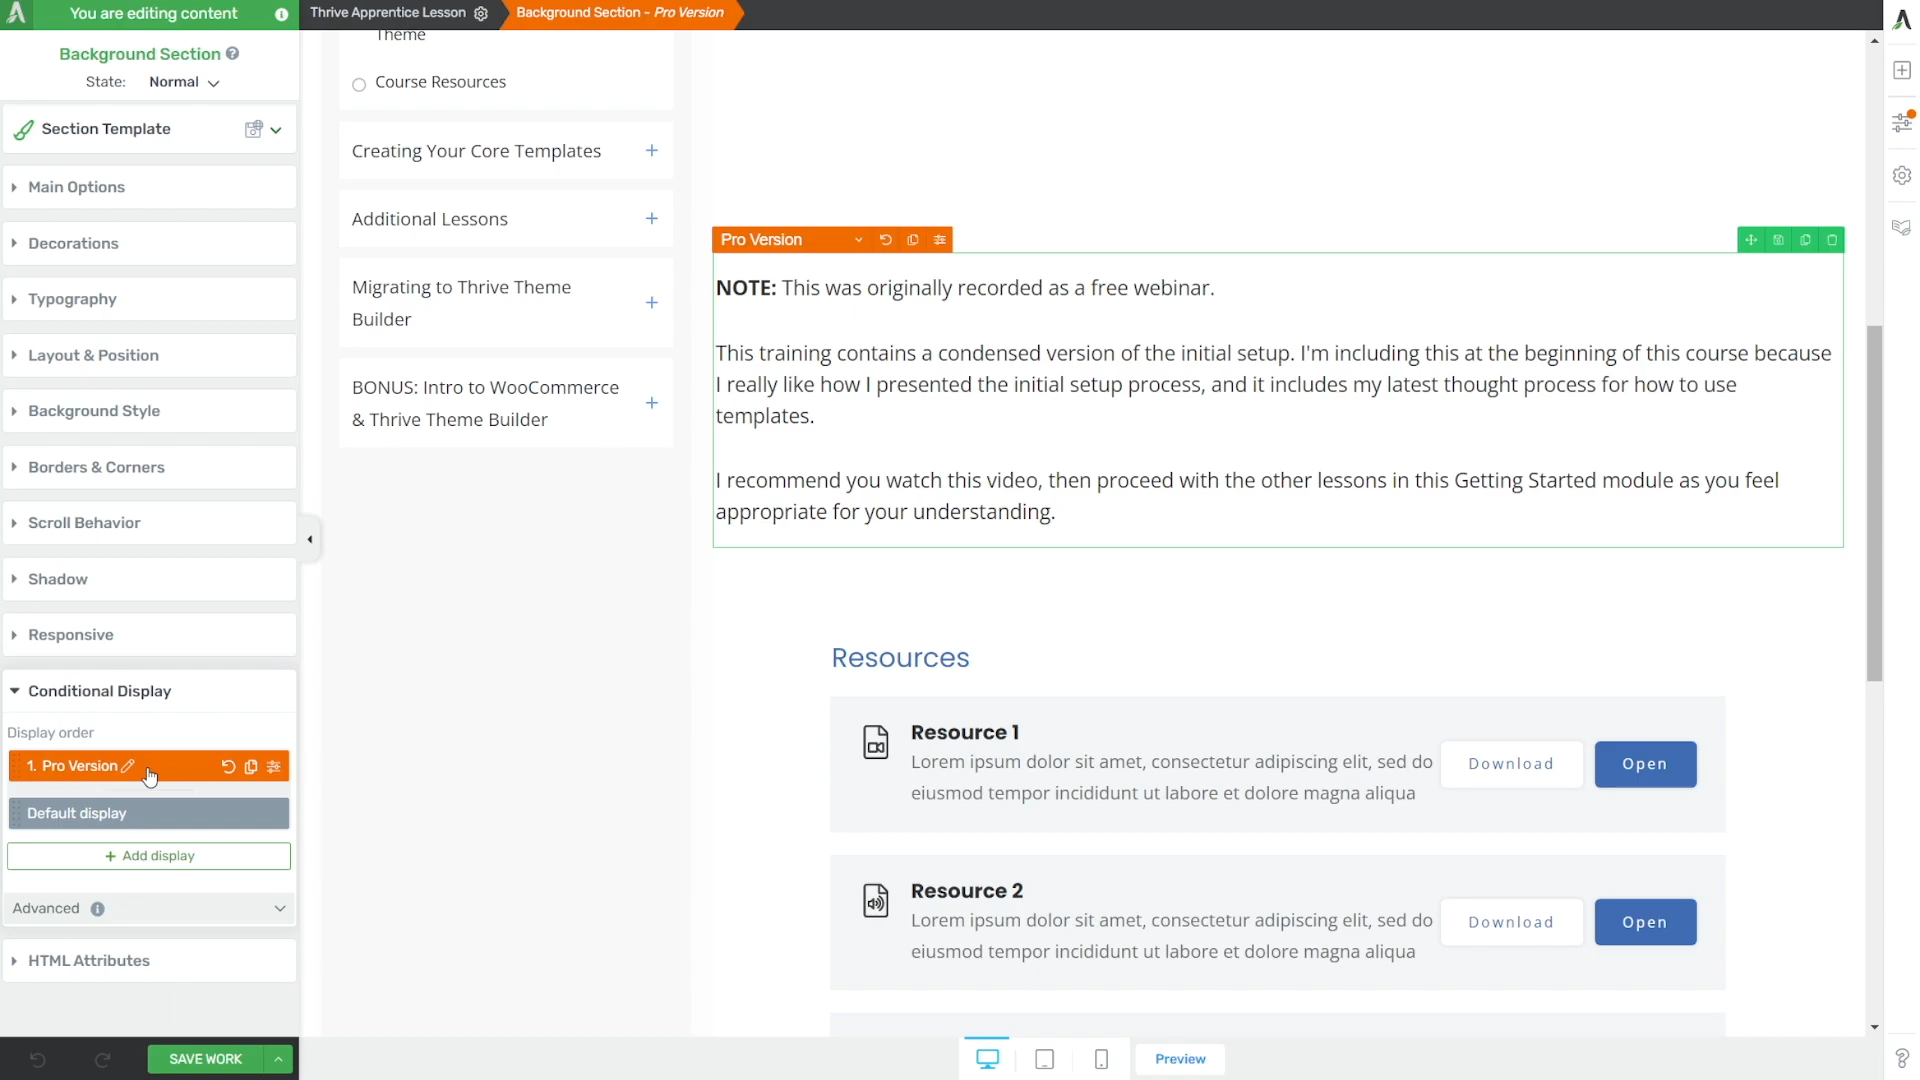 You are editing content
Thrive Apprentice Lesson
Background Section - Pro Version
Background Section
State: Normal
Section Template
Main Options
Decorations
Typography
Layout & Position
Background Style
Borders & Corners
Scroll Behavior
Shadow
Responsive
Conditional Display
Display order
1. Pro Version
Default display
+ Add display
Advanced
HTML Attributes
SAVE WORK
Theme
Course Resources
Creating Your Core Templates +
Additional Lessons +
Migrating to Thrive Theme
Builder +
BONUS: Intro to WooCommerce
& Thrive Theme Builder +
Pro Version
NOTE: This was originally recorded as a free webinar.
This training contains a condensed version of the initial setup. I'm including this at the beginning of this course because
I really like how I presented the initial setup process, and it includes my latest thought process for how to use
templates.
I recommend you watch this video, then proceed with the other lessons in this Getting Started module as you feel
appropriate for your understanding.
Resources
Resource 1
Lorem ipsum dolor sit amet, consectetur adipiscing elit, sed do
eiusmod tempor incididunt ut labore et dolore magna aliqua
Download
Open
Resource 2
Lorem ipsum dolor sit amet, consectetur adipiscing elit, sed do
eiusmod tempor incididunt ut labore et dolore magna aliqua
Download
Open
Preview